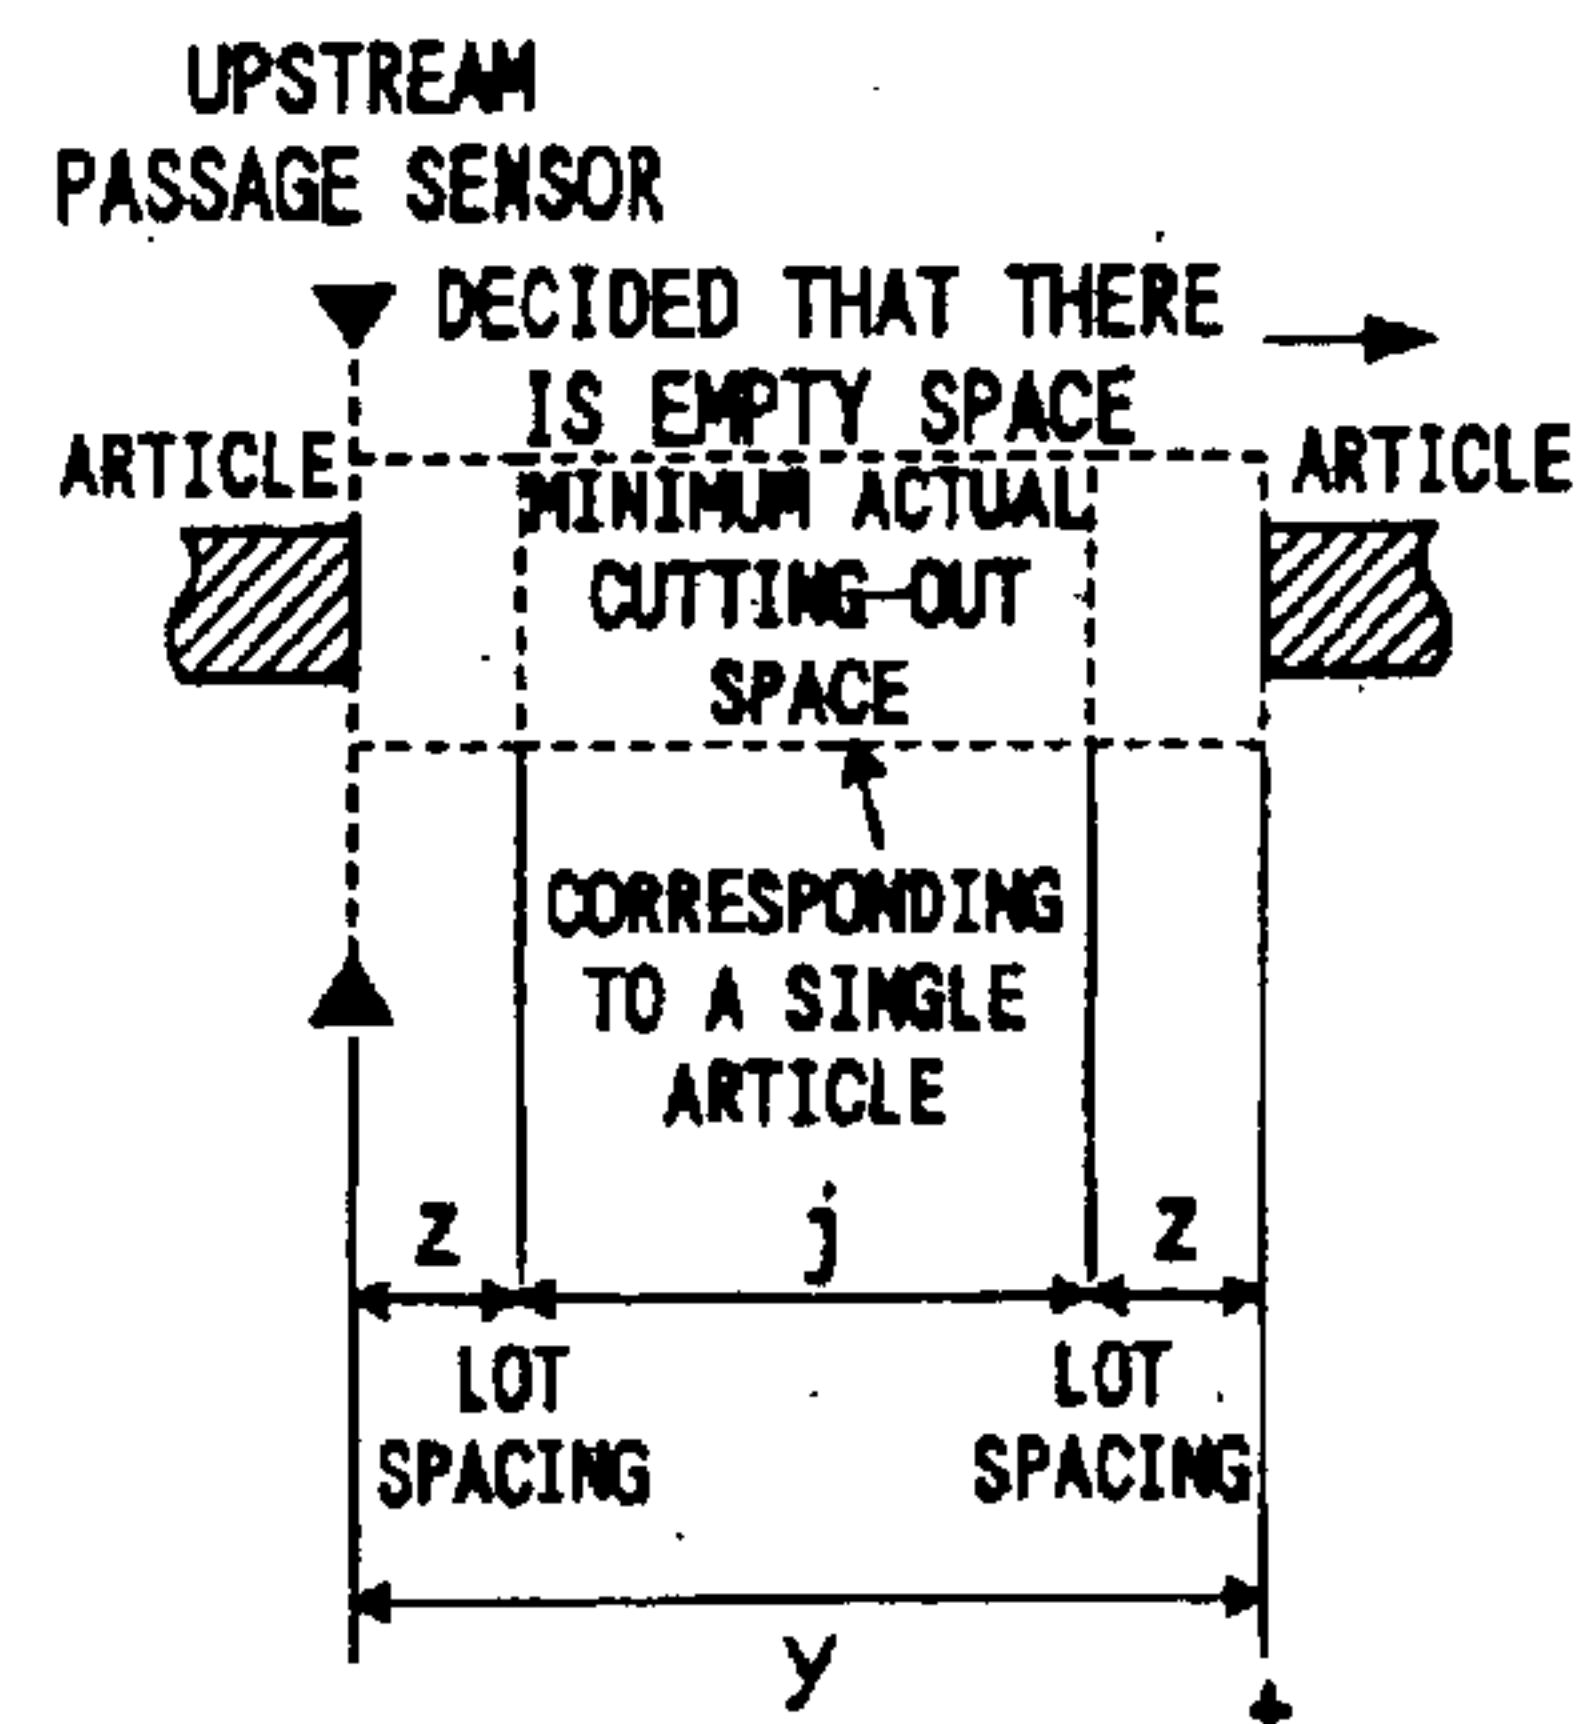 UPSTREAM
PASSAGE SENSOR
DECIDED THAT THERE
IS EMPTY SPACE
ARTICLE
ARTICLE
MINIMUM ACTUAL
CUTTING-OUT
SPACE
CORRESPONDING
TO A SINGLE
ARTICLE
z
j
z
LOT
SPACING
LOT
SPACING
y